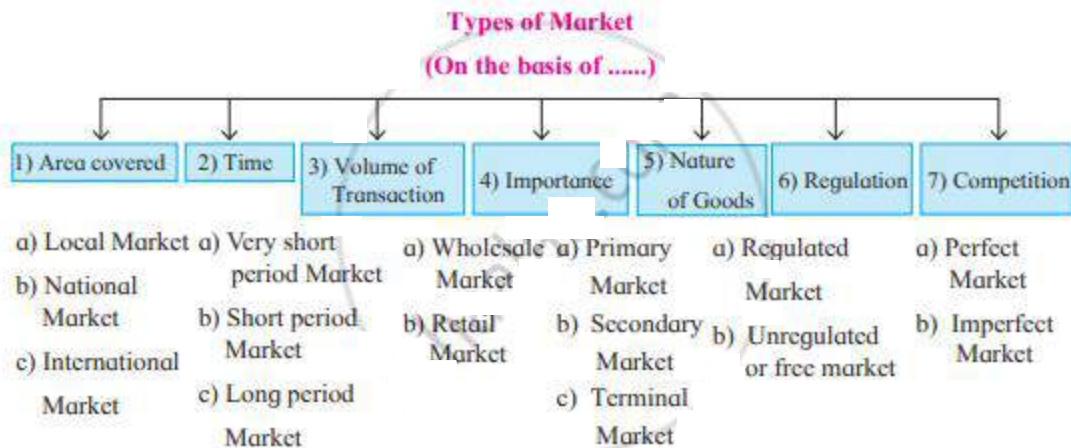 Types of Market
(On the basis of ......)
1) Area covered
2) Time
3) Volume of
Transaction
4) Importance
5) Nature
of Goods
6) Regulation
7) Competition
a) Local Market
b) National
Market
c) International
Market
a) Very short
period Market
b) Short period
Market
c) Long period
Market
a) Wholesale
Market
b) Retail
Market
a) Primary
Market
b) Secondary
Market
c) Terminal
Market
a) Regulated
Market
b) Unregulated
or free market
a) Perfect
Market
b) Imperfect
Market